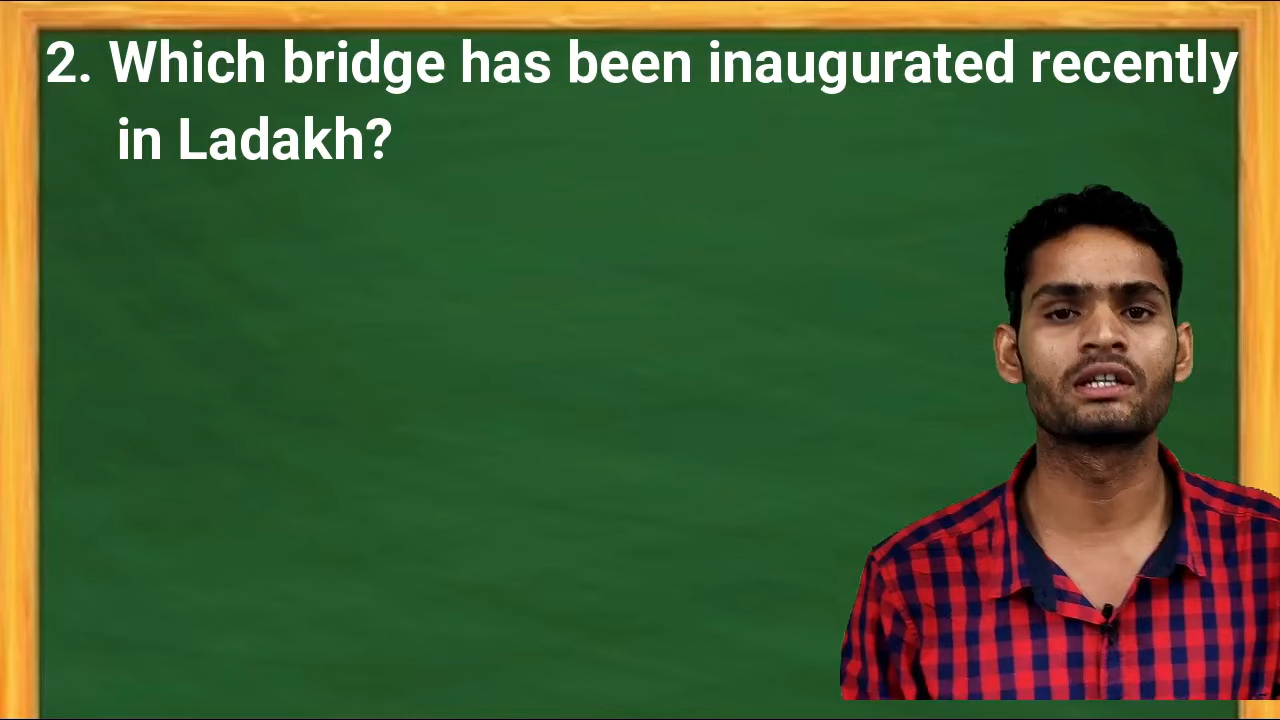 2. Which bridge has been inaugurated recently
in Ladakh?